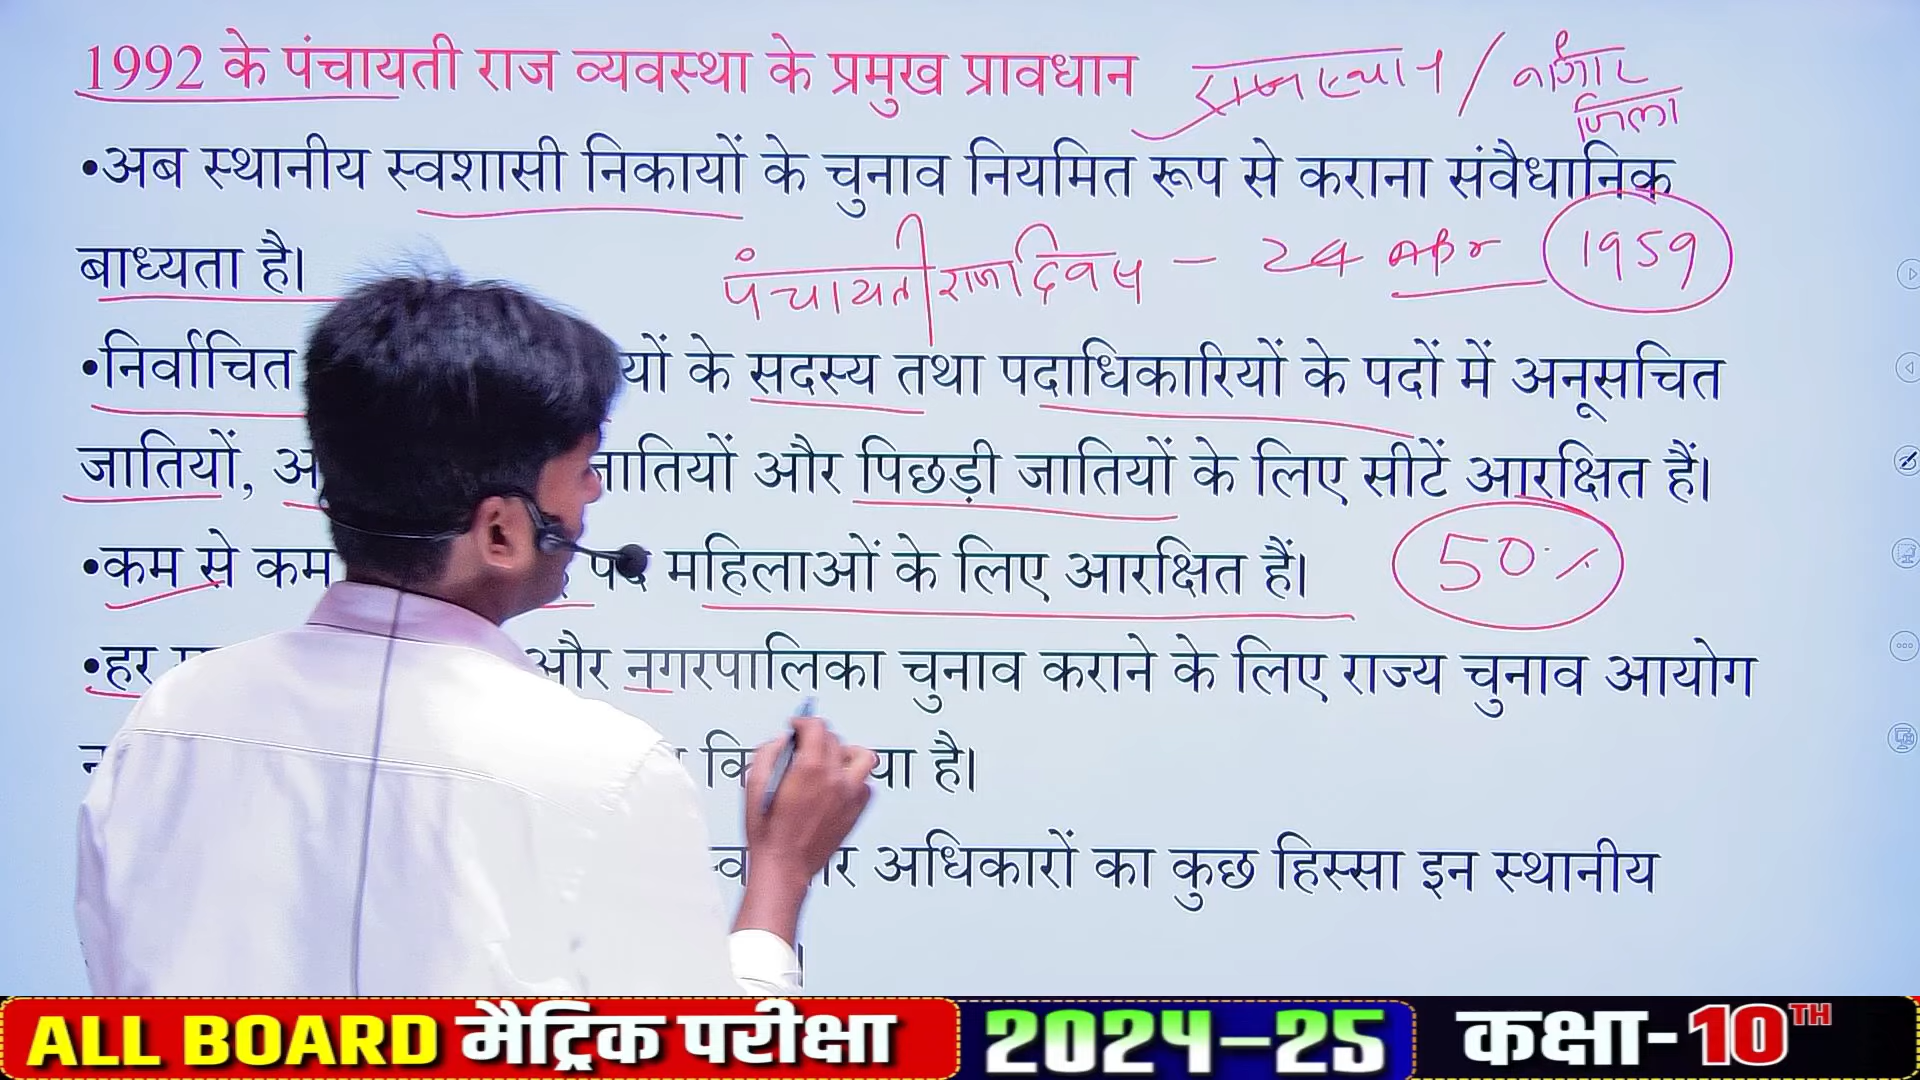 1992 के पंचायती राज व्यवस्था के प्रमुख प्रावधान
राजस्थान / नागौर
जिला
•अब स्थानीय स्वशासी निकायों के चुनाव नियमित रूप से कराना संवैधानिक
बाध्यता है।
पंचायती राज दिवस – 24 अप्रै 1959
•निर्वाचित यों के सदस्य तथा पदाधिकारियों के पदों में अनूसचित
जातियों, जातियों और पिछड़ी जातियों के लिए सीटें आरक्षित हैं।
•कम से कम पद महिलाओं के लिए आरक्षित हैं।
50%
•हर और नगरपालिका चुनाव कराने के लिए राज्य चुनाव आयोग
है।
अधिकारों का कुछ हिस्सा इन स्थानीय
ALL BOARD मैट्रिक परीक्षा 2024–25 कक्षा-10TH